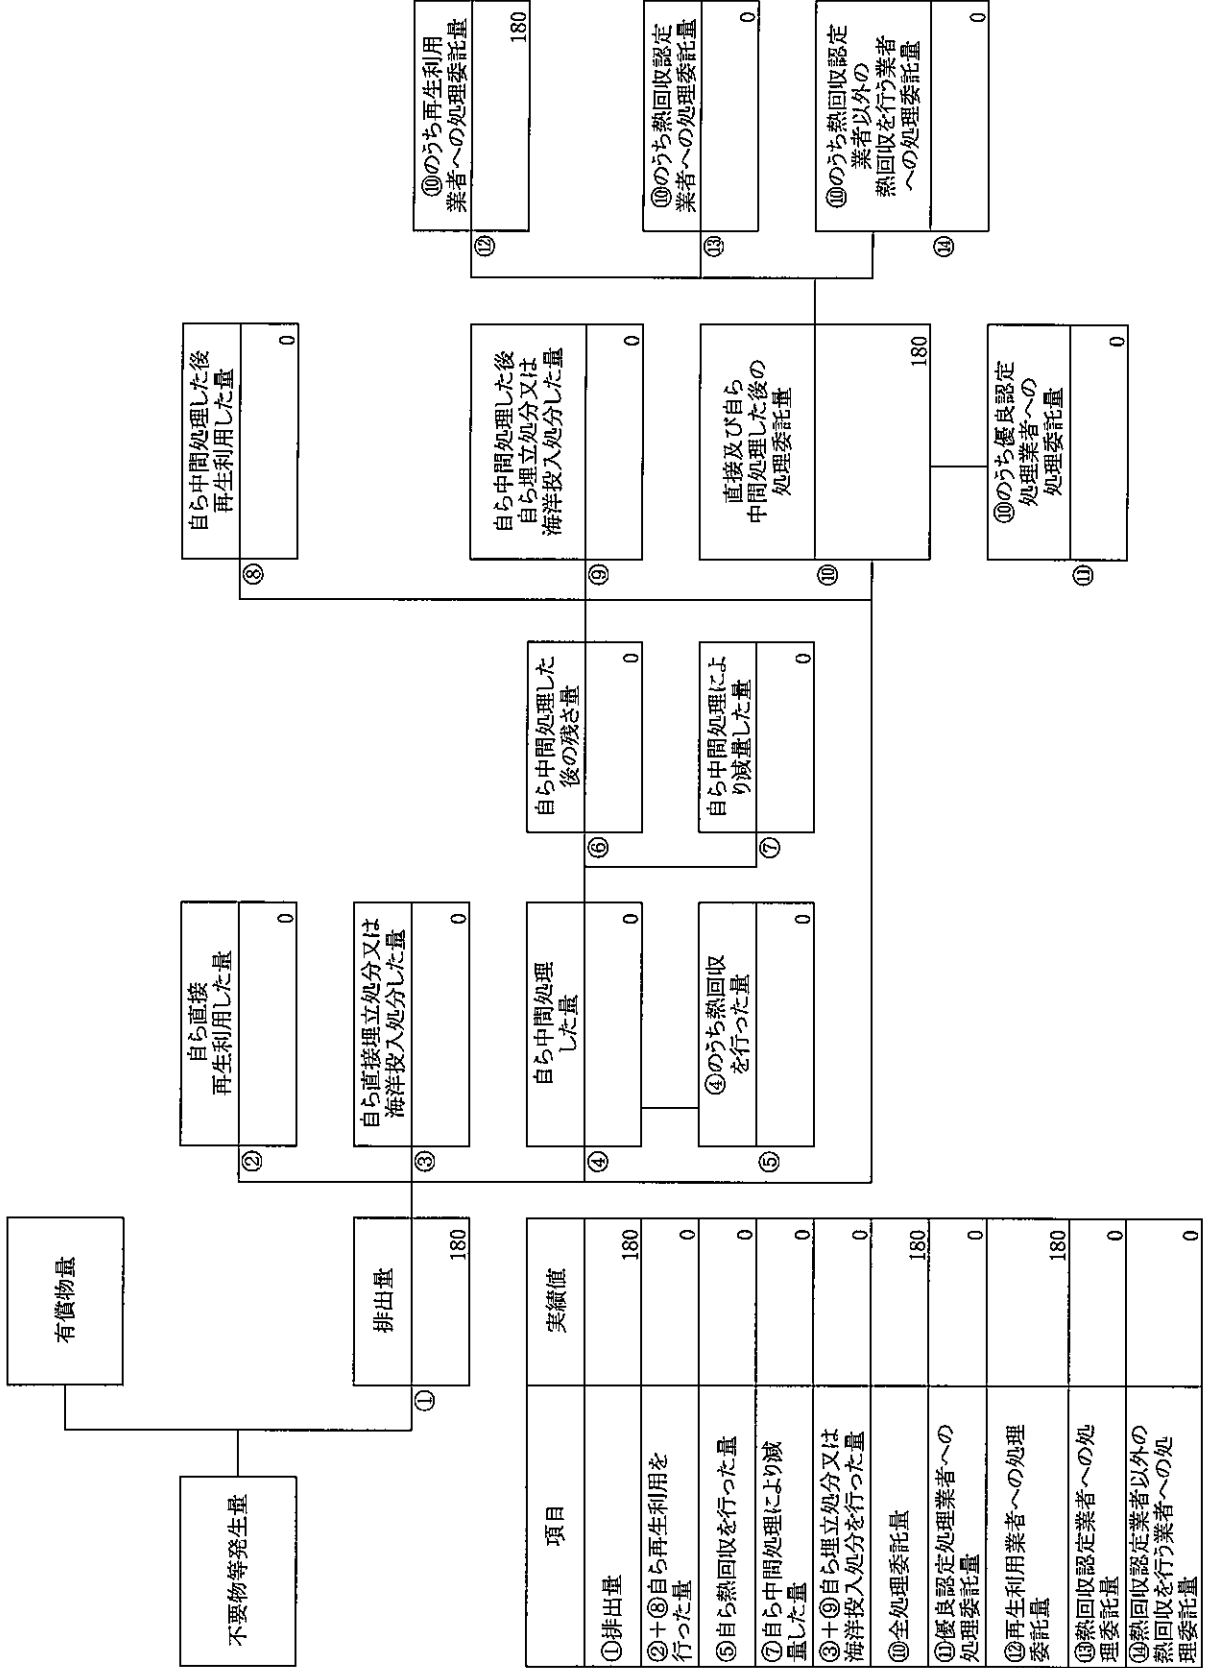 不要物等発生量
有償物量
①
排出量
180
②
自ら直接
再生利用した量
0
③
自ら直接埋立処分又は
海洋投入処分した量
0
④
自ら中間処理
した量
0
⑤
④のうち熱回収
を行った量
0
⑥
自ら中間処理した
後の残さ量
0
⑦
自ら中間処理によ
り減量した量
0
⑧
自ら中間処理した後
再生利用した量
0
⑨
自ら中間処理した後
自ら埋立処分又は
海洋投入処分した量
0
⑩
直接及び自ら
中間処理した後の
処理委託量
180
⑪
⑩のうち優良認定
処理業者への
処理委託量
0
⑫
⑩のうち再生利用
業者への処理委託量
180
⑬
⑩のうち熱回収認定
業者への処理委託量
0
⑭
⑩のうち熱回収認定
業者以外の
熱回収を行う業者
への処理委託量
0
項目
実績値
①排出量
180
②+⑧自ら再生利用を
行った量
0
⑤自ら熱回収を行った量
0
⑦自ら中間処理により減
量した量
0
③+⑨自ら埋立処分又は
海洋投入処分を行った量
0
⑩全処理委託量
180
⑪優良認定処理業者への
処理委託量
0
⑫再生利用業者への処理
委託量
180
⑬熱回収認定業者への処
理委託量
0
⑭熱回収認定業者以外の
熱回収を行う業者への処
理委託量
0